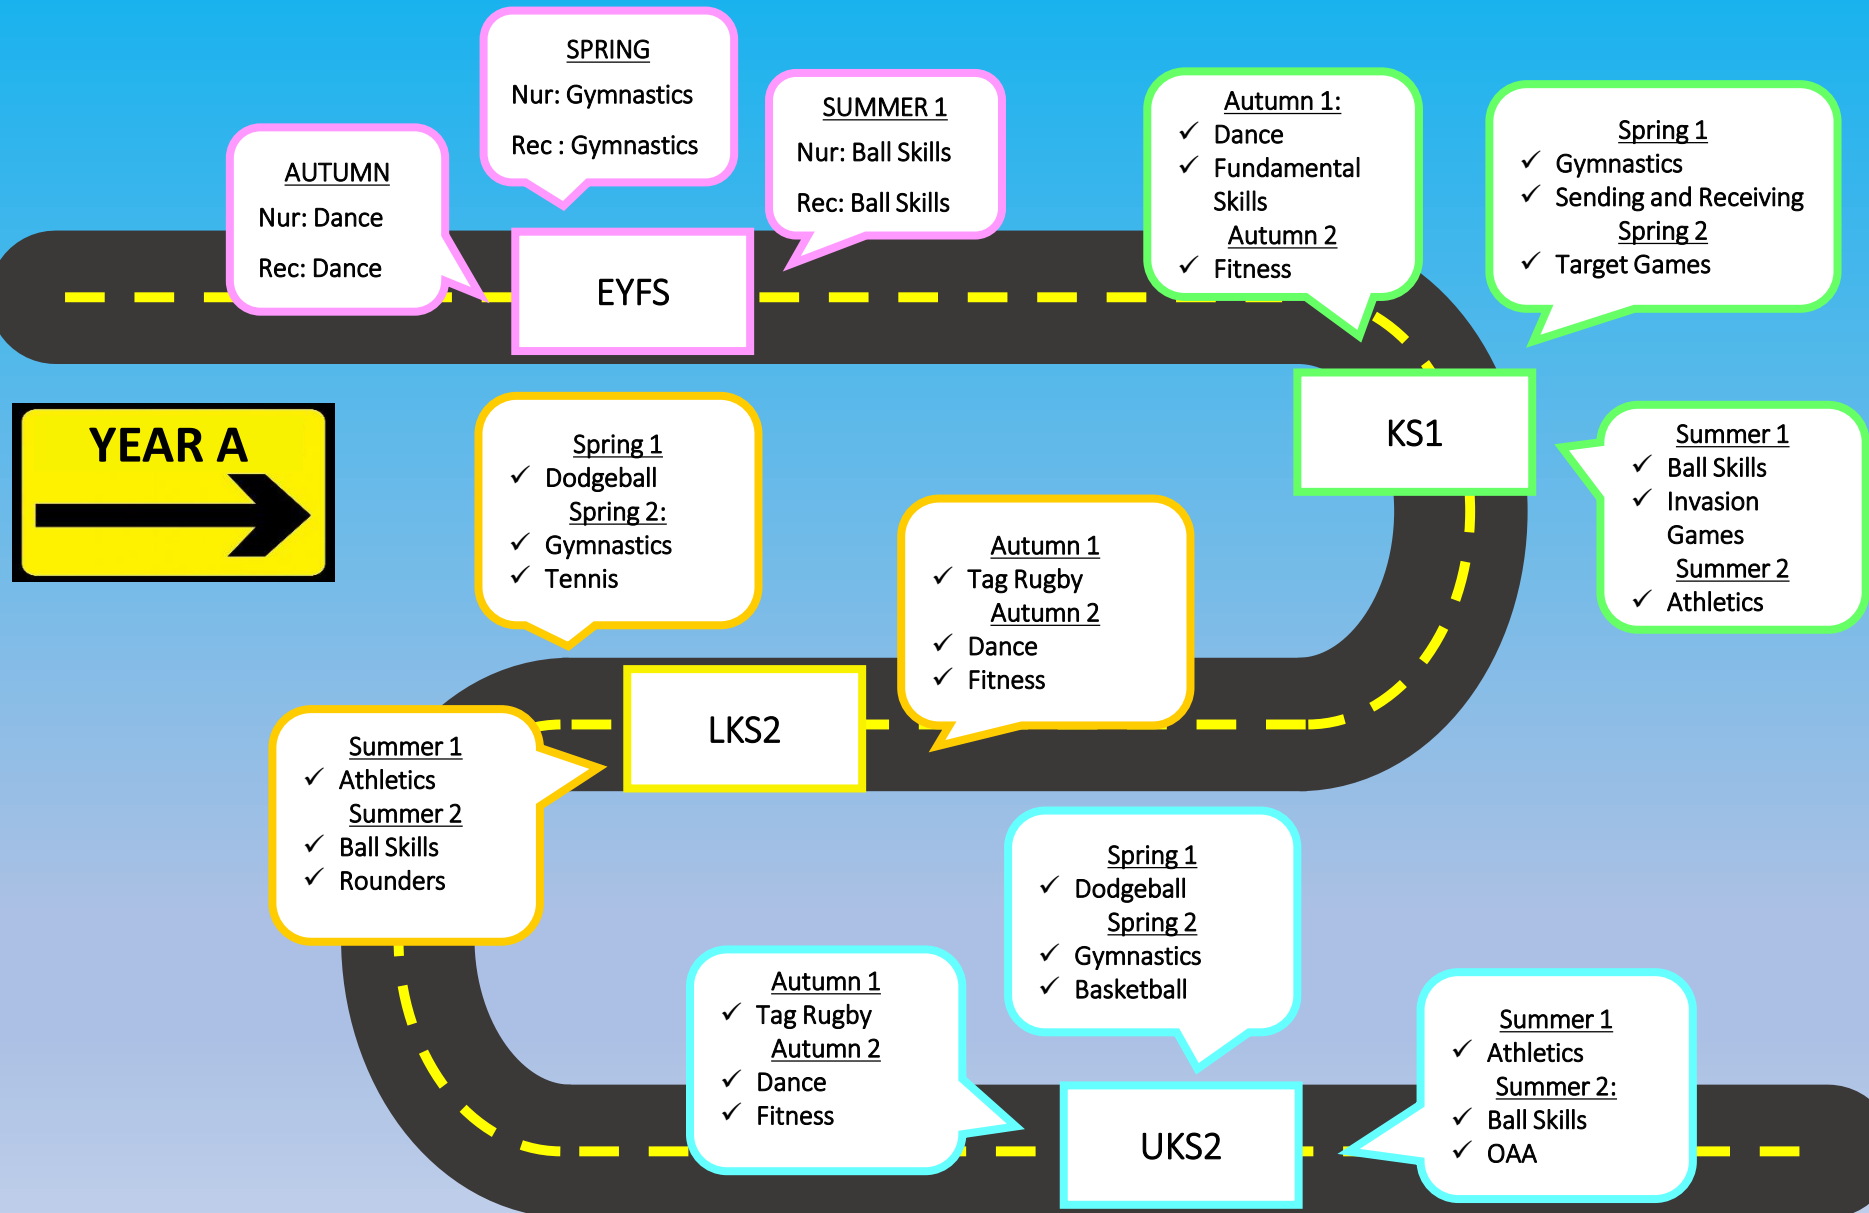 SPRING
Nur: Gymnastics
Rec : Gymnastics
SUMMER 1
Nur: Ball Skills
Rec: Ball Skills
AUTUMN
Nur: Dance
Rec: Dance
EYFS
Autumn 1:
✓ Dance
✓ Fundamental
Skills
Autumn 2
✓ Fitness
Spring 1
✓ Gymnastics
✓ Sending and Receiving
Spring 2
✓ Target Games
KS1
Summer 1
✓ Ball Skills
✓ Invasion
Games
Summer 2
✓ Athletics
YEAR A
Spring 1
✓ Dodgeball
Spring 2:
✓ Gymnastics
✓ Tennis
Autumn 1
✓ Tag Rugby
Autumn 2
✓ Dance
✓ Fitness
LKS2
Summer 1
✓ Athletics
Summer 2
✓ Ball Skills
✓ Rounders
Spring 1
✓ Dodgeball
Spring 2
✓ Gymnastics
✓ Basketball
Autumn 1
✓ Tag Rugby
Autumn 2
✓ Dance
✓ Fitness
UKS2
Summer 1
✓ Athletics
Summer 2:
✓ Ball Skills
✓ OAA